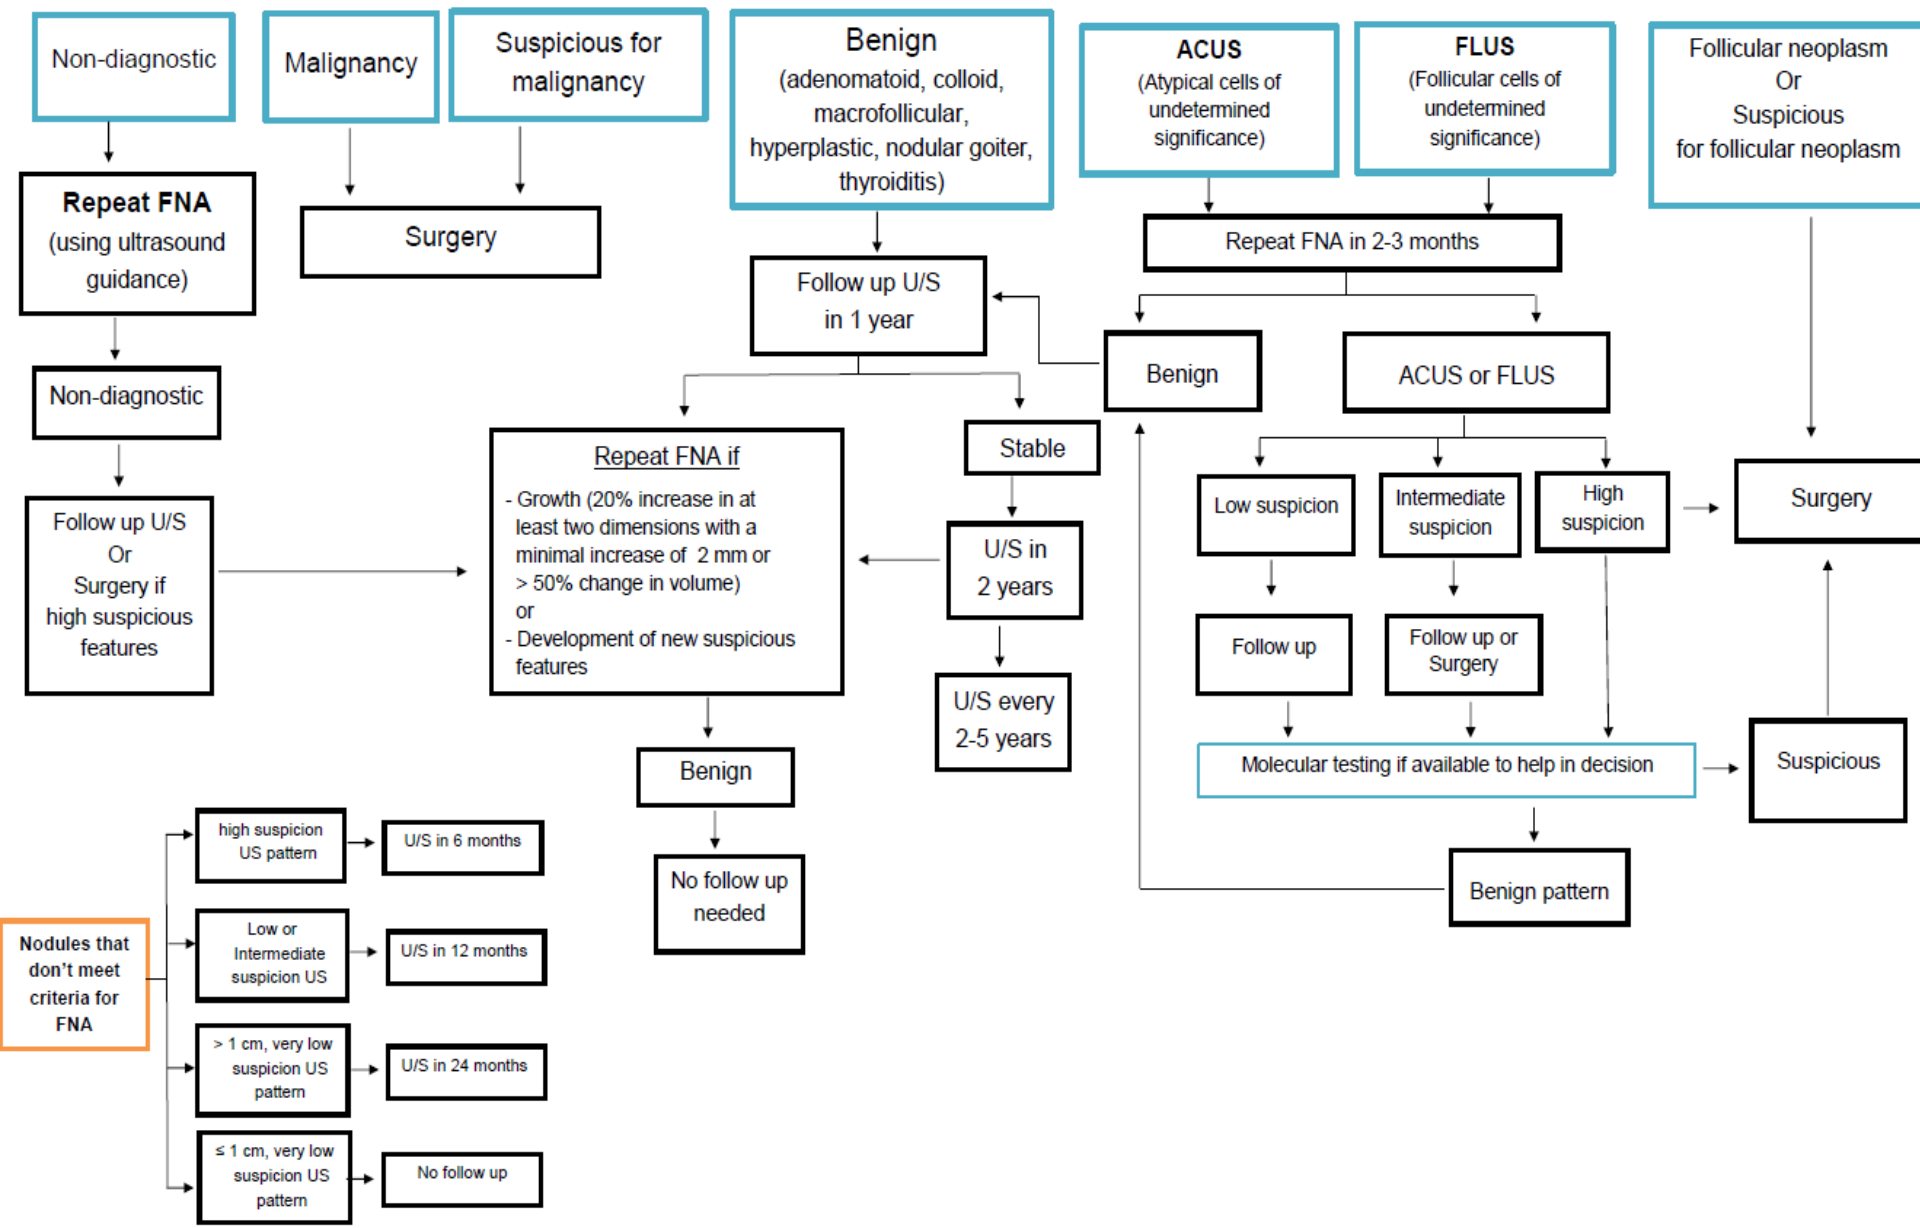 Non-diagnostic
Repeat FNA
(using ultrasound
guidance)
Non-diagnostic
Follow up U/S
Or
Surgery if
high suspicious
features
Malignancy
Suspicious for
malignancy
Surgery
Benign
(adenomatoid, colloid,
macrofollicular,
hyperplastic, nodular goiter,
thyroiditis)
Follow up U/S
in 1 year
Repeat FNA if
- Growth (20% increase in at
least two dimensions with a
minimal increase of 2 mm or
> 50% change in volume)
or
- Development of new suspicious
features
Benign
No follow up
needed
Stable
U/S in
2 years
U/S every
2-5 years
ACUS
(Atypical cells of
undetermined
significance)
FLUS
(Follicular cells of
undetermined
significance)
Repeat FNA in 2-3 months
Benign
ACUS or FLUS
Low suspicion
Intermediate
suspicion
High
suspicion
Follow up
Follow up or
Surgery
Molecular testing if available to help in decision
Benign pattern
Suspicious
Follicular neoplasm
Or
Suspicious
for follicular neoplasm
Surgery
Nodules that
don't meet
criteria for
FNA
high suspicion
US pattern
U/S in 6 months
Low or
Intermediate
suspicion US
U/S in 12 months
> 1 cm, very low
suspicion US
pattern
U/S in 24 months
≤ 1 cm, very low
suspicion US
pattern
No follow up